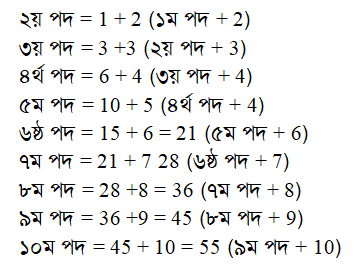 ২য় পদ = 1 + 2 (১ম পদ + 2)
৩য় পদ = 3 +3 (২য় পদ + 3)
৪র্থ পদ = 6 + 4 (৩য় পদ + 4)
৫ম পদ = 10 + 5 (৪র্থ পদ + 4)
৬ষ্ঠ পদ = 15 + 6 = 21 (৫ম পদ + 6)
৭ম পদ = 21 + 7 28 (৬ষ্ঠ পদ + 7)
৮ম পদ = 28 +8 = 36 (৭ম পদ + 8)
৯ম পদ = 36 +9 = 45 (৮ম পদ + 9)
১০ম পদ = 45 + 10 = 55 (৯ম পদ + 10)